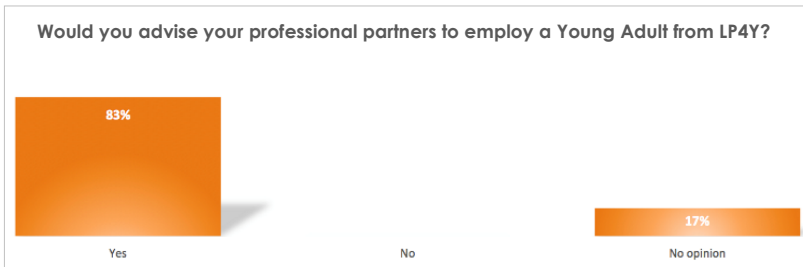 Would you advise your professional partners to employ a Young Adult from LP4Y?
83%
17%
Yes
No
No opinion